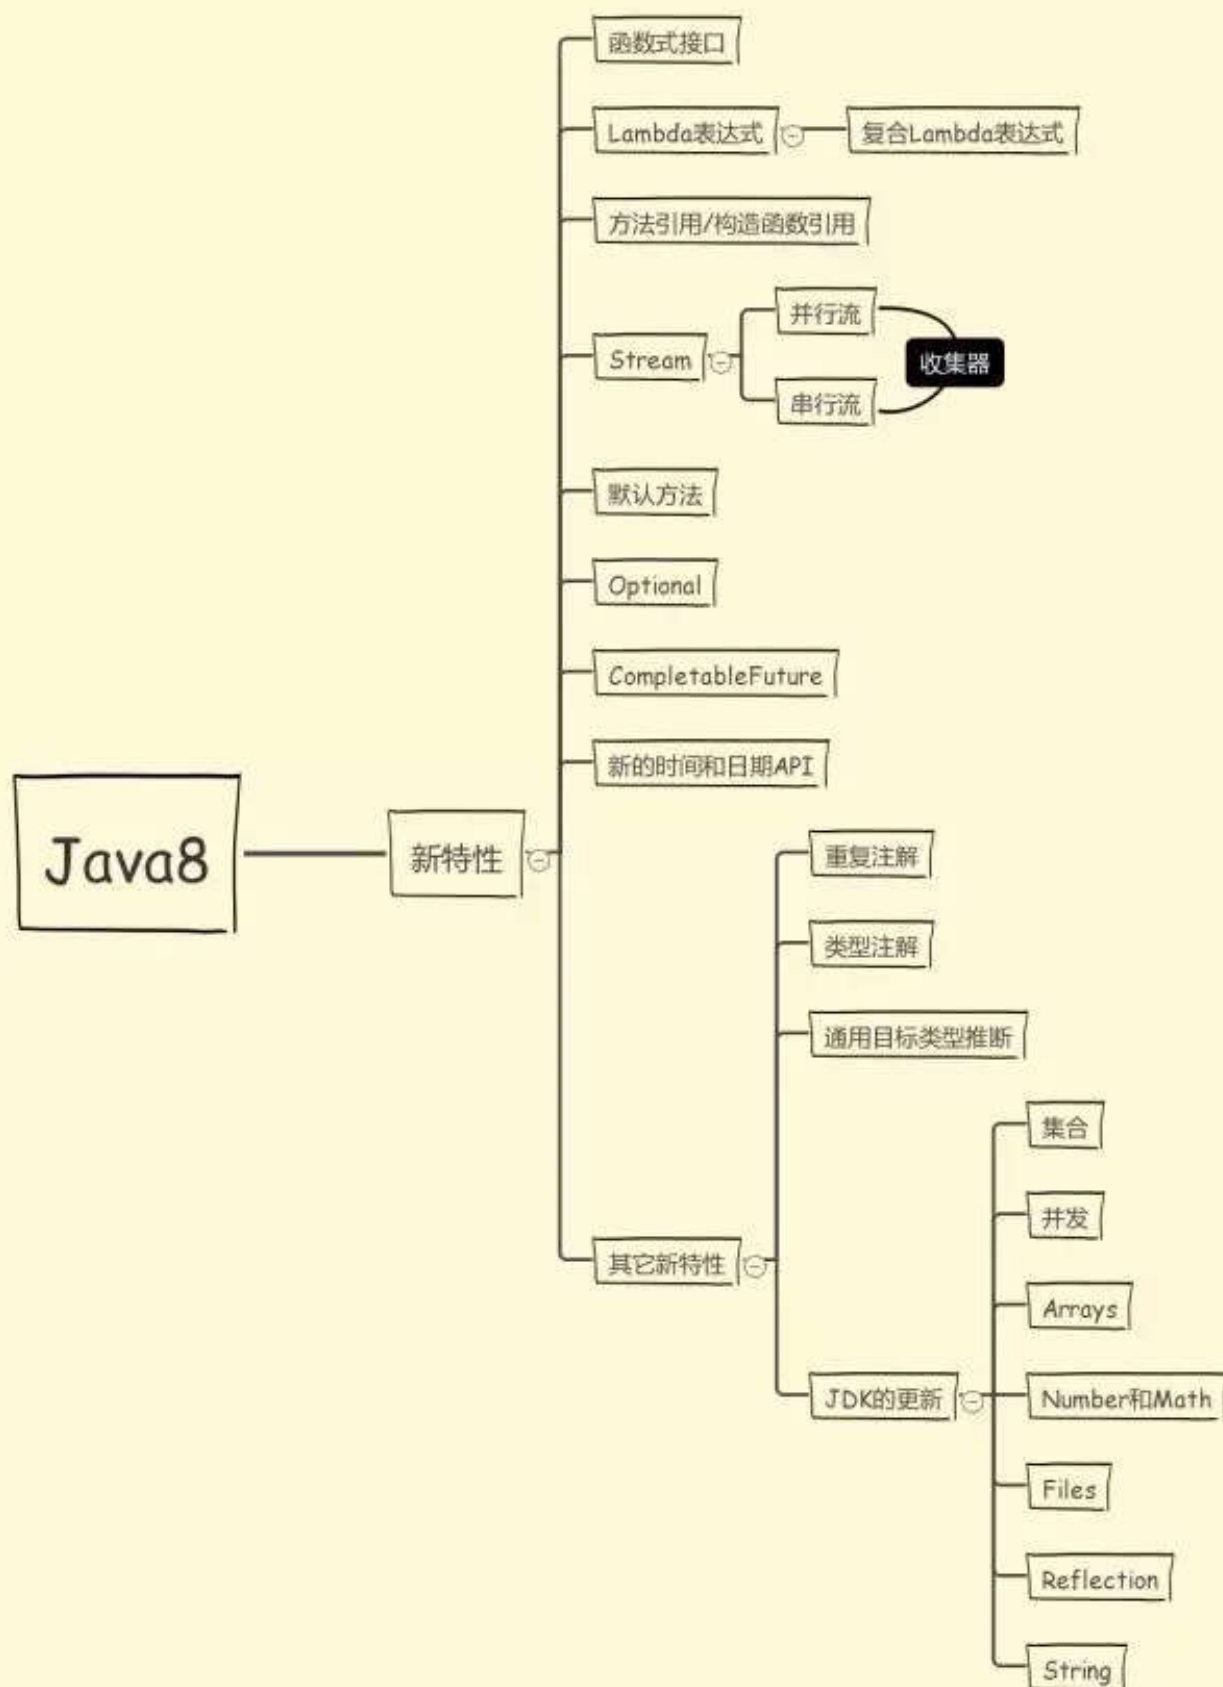 函数式接口
Lambda表达式
复合Lambda表达式
方法引用/构造函数引用
并行流
Stream
收集器
串行流
默认方法
Optional
CompletableFuture
新的时间和日期API
Java8
新特性
重复注解
类型注解
通用目标类型推断
集合
并发
其它新特性
Arrays
JDK的更新
Number和Math
Files
Reflection
String